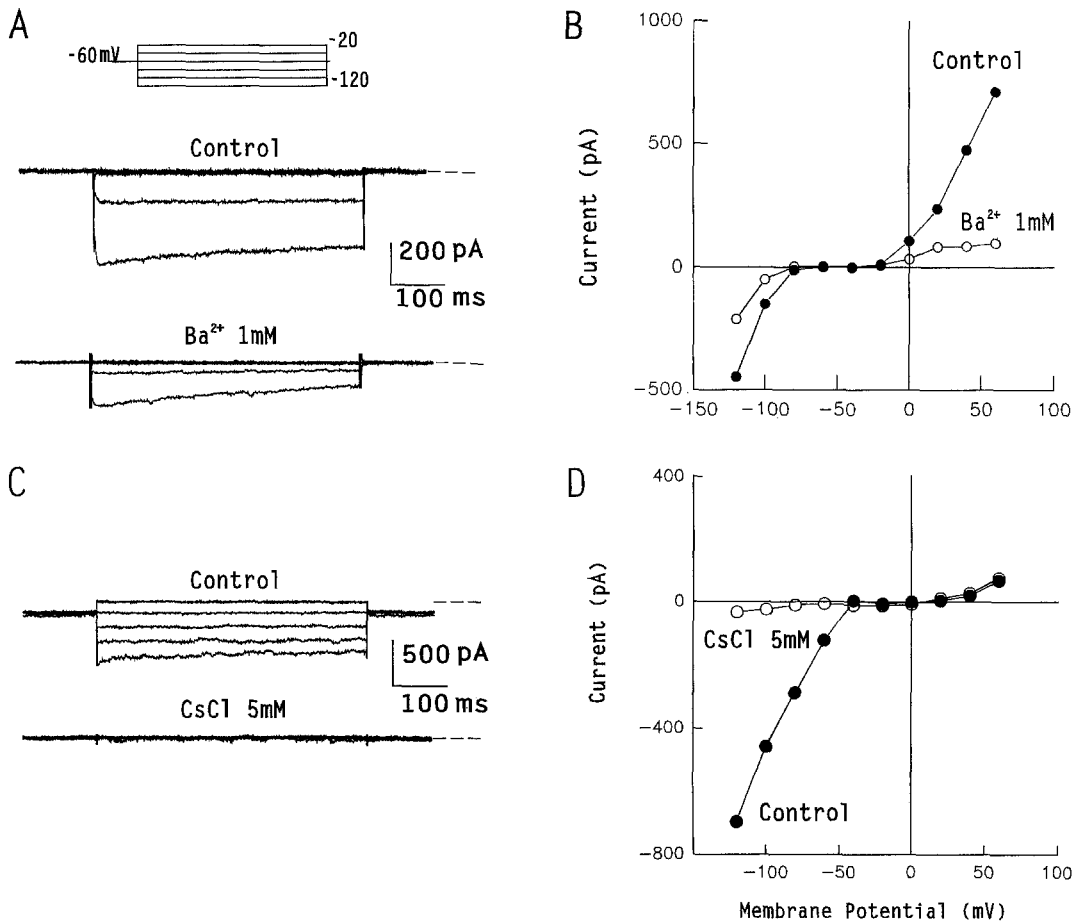 A
-60mV
-20
-120
Control
200 pA
100 ms
Ba²⁺ 1mM
B
1000
500
0
-500
Current (pA)
Control
Ba²⁺ 1mM
-150
-100
-50
0
50
100
C
Control
500 pA
100 ms
CsCl 5mM
D
400
0
-400
-800
Current (pA)
CsCl 5mM
Control
-100
-50
0
50
100
Membrane Potential (mV)